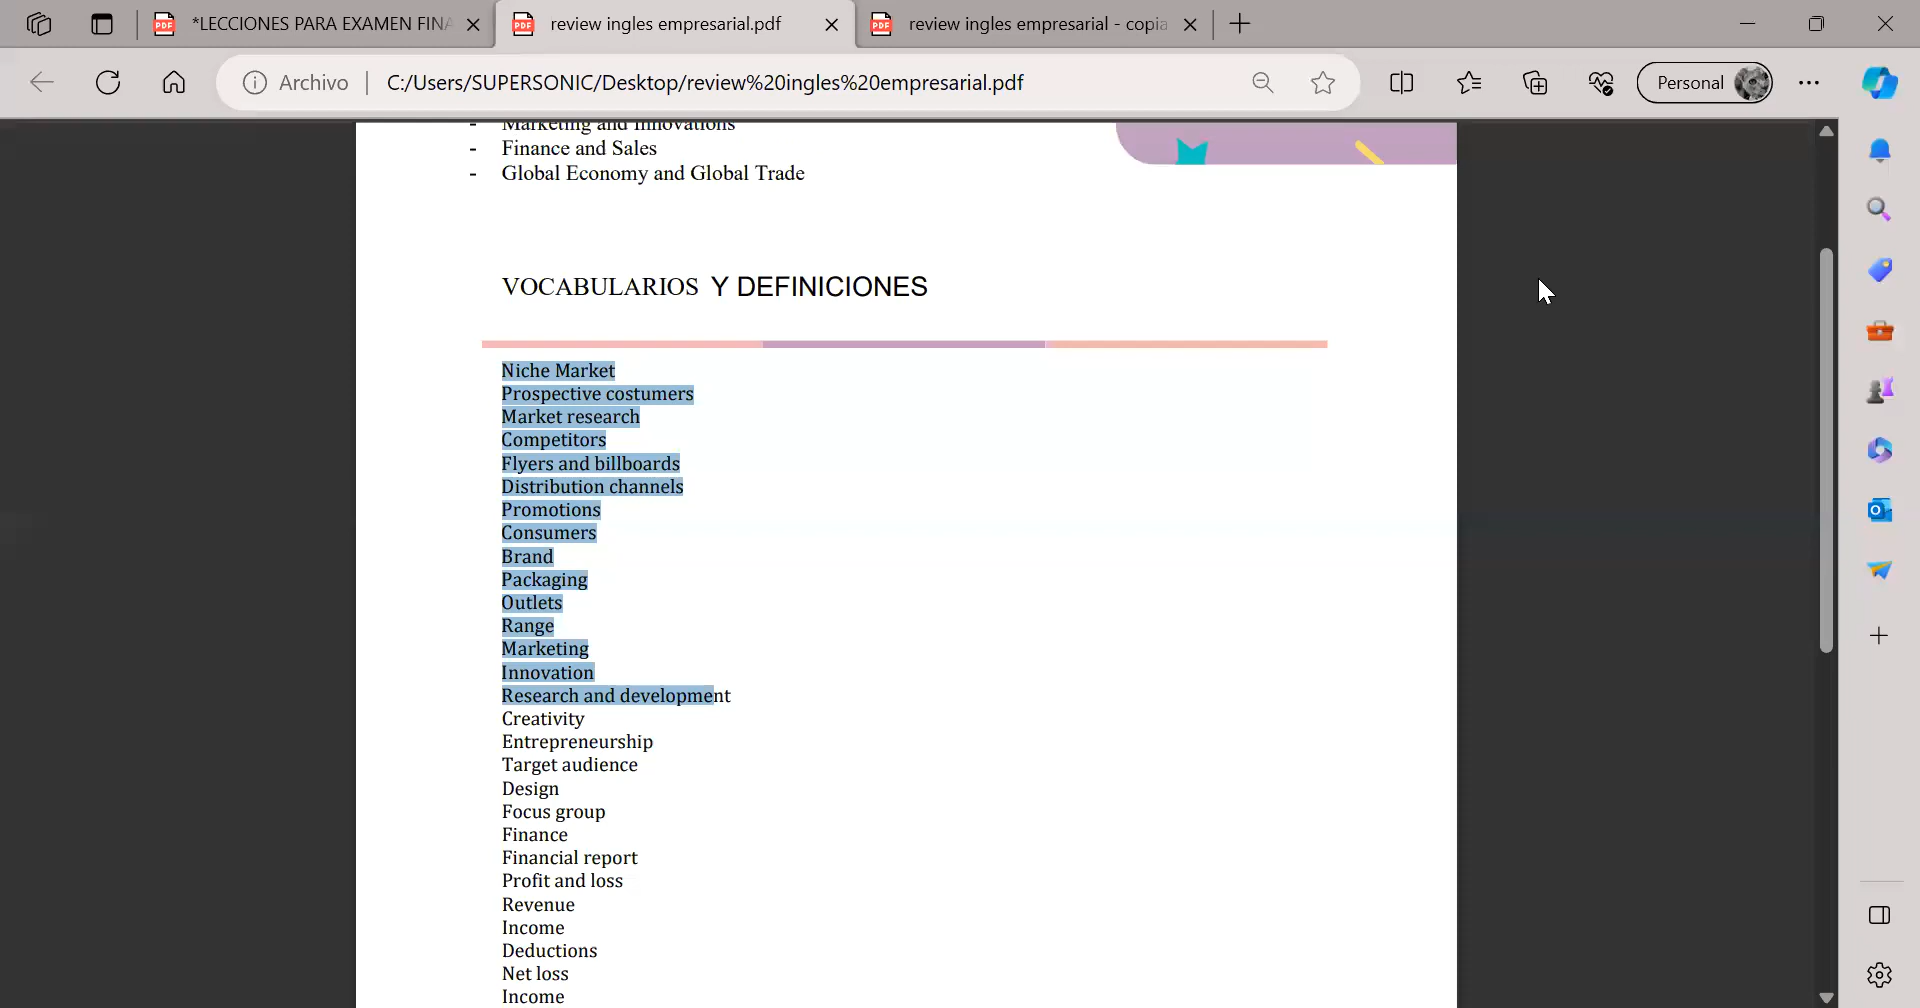 *LECCIONES PARA EXAMEN FINA
review ingles empresarial.pdf
review ingles empresarial - copia
Archivo
C:/Users/SUPERSONIC/Desktop/review%20ingles%20empresarial.pdf
Personal
- Marketing and Innovations
- Finance and Sales
- Global Economy and Global Trade
VOCABULARIOS Y DEFINICIONES
Niche Market
Prospective costumers
Market research
Competitors
Flyers and billboards
Distribution channels
Promotions
Consumers
Brand
Packaging
Outlets
Range
Marketing
Innovation
Research and development
Creativity
Entrepreneurship
Target audience
Design
Focus group
Finance
Financial report
Profit and loss
Revenue
Income
Deductions
Net loss
Income